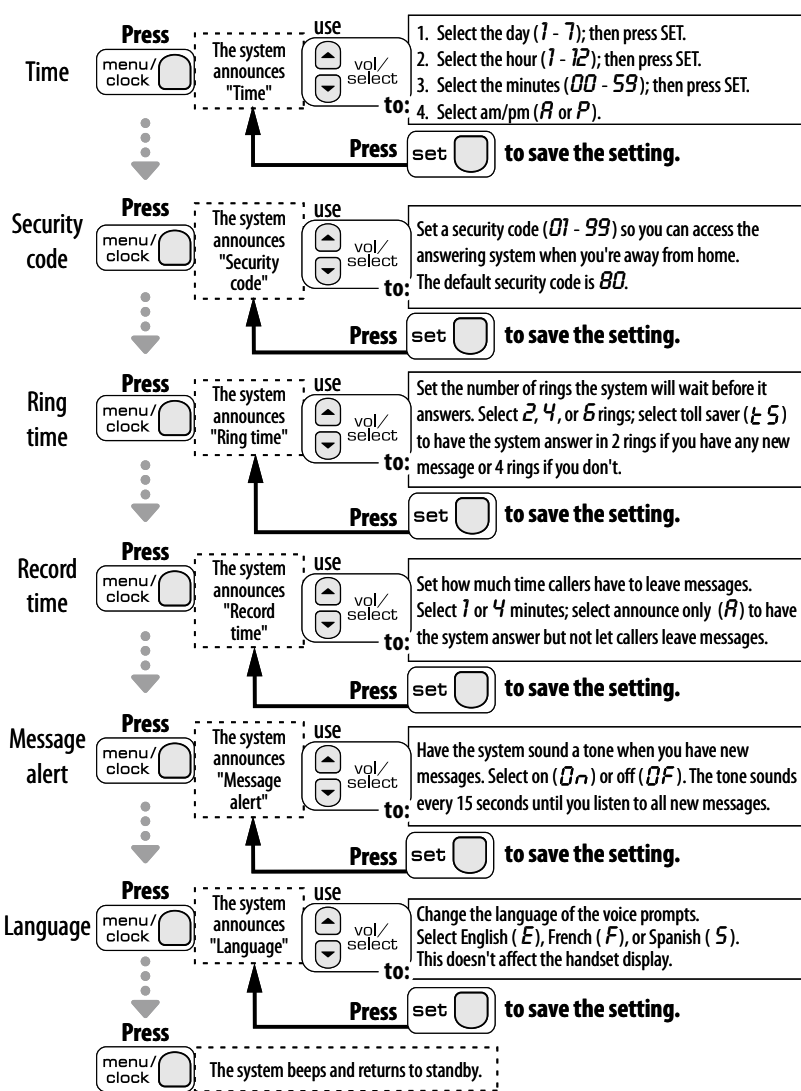 Time
Press
menu/
clock
The system
announces
"Time"
use
vol/
select
to:
1. Select the day (1 - 7); then press SET.
2. Select the hour (1 - 12); then press SET.
3. Select the minutes (00 - 59); then press SET.
4. Select am/pm (A or P).
Press set to save the setting.
Security
code
Press
menu/
clock
The system
announces
"Security
code"
use
vol/
select
to:
Set a security code (01 - 99) so you can access the
answering system when you're away from home.
The default security code is 80.
Press set to save the setting.
Ring
time
Press
menu/
clock
The system
announces
"Ring time"
use
vol/
select
to:
Set the number of rings the system will wait before it
answers. Select 2, 4, or 6 rings; select toll saver (t S)
to have the system answer in 2 rings if you have any new
message or 4 rings if you don't.
Press set to save the setting.
Record
time
Press
menu/
clock
The system
announces
"Record
time"
use
vol/
select
to:
Set how much time callers have to leave messages.
Select 1 or 4 minutes; select announce only (A) to have
the system answer but not let callers leave messages.
Press set to save the setting.
Message
alert
Press
menu/
clock
The system
announces
"Message
alert"
use
vol/
select
to:
Have the system sound a tone when you have new
messages. Select on (On) or off (OF). The tone sounds
every 15 seconds until you listen to all new messages.
Press set to save the setting.
Language
Press
menu/
clock
The system
announces
"Language"
use
vol/
select
to:
Change the language of the voice prompts.
Select English (E), French (F), or Spanish (S).
This doesn't affect the handset display.
Press set to save the setting.
Press
menu/
clock
The system beeps and returns to standby.